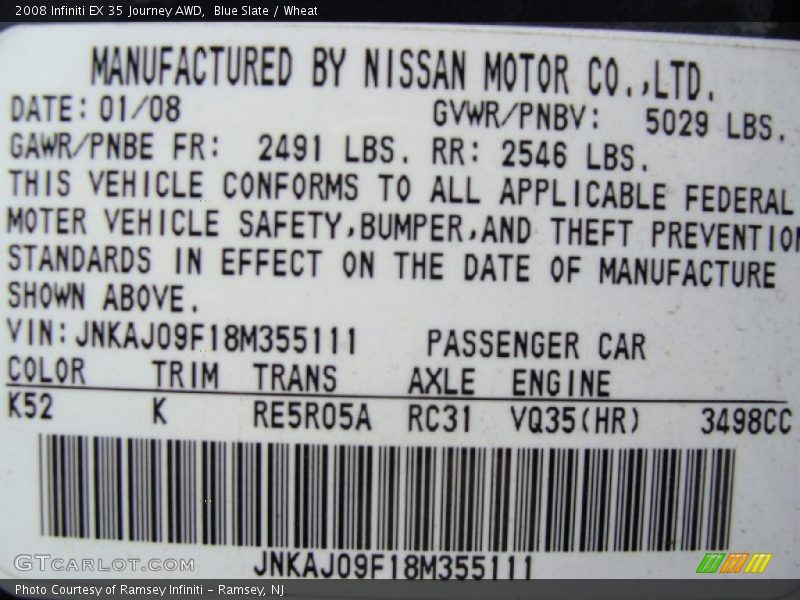 2008 Infiniti EX 35 Journey AWD,  Blue Slate / Wheat
MANUFACTURED BY NISSAN MOTOR CO.,LTD.
DATE: 01/08 GVWR/PNBV: 5029 LBS.
GAWR/PNBE FR: 2491 LBS. RR: 2546 LBS.
THIS VEHICLE CONFORMS TO ALL APPLICABLE FEDERAL
MOTER VEHICLE SAFETY,BUMPER,AND THEFT PREVENTION
STANDARDS IN EFFECT ON THE DATE OF MANUFACTURE
SHOWN ABOVE.
VIN: JNKAJ09F18M355111 PASSENGER CAR
COLOR TRIM TRANS AXLE ENGINE
K52 K RE5R05A RC31 VQ35(HR) 3498CC
JNKAJ09F18M355111
GTCARLOT.COM
Photo Courtesy of Ramsey Infiniti - Ramsey, NJ